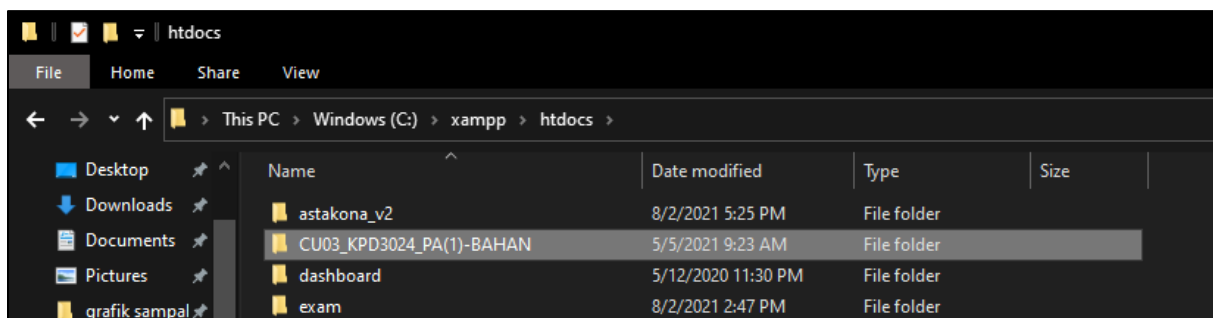 htdocs
File Home Share View
This PC > Windows (C:) > xampp > htdocs >
Desktop
Name Date modified Type Size
Downloads
astakona_v2 8/2/2021 5:25 PM File folder
Documents
CU03_KPD3024_PA(1)-BAHAN 5/5/2021 9:23 AM File folder
Pictures
dashboard 5/12/2020 11:30 PM File folder
grafik sampal
exam 8/2/2021 2:47 PM File folder